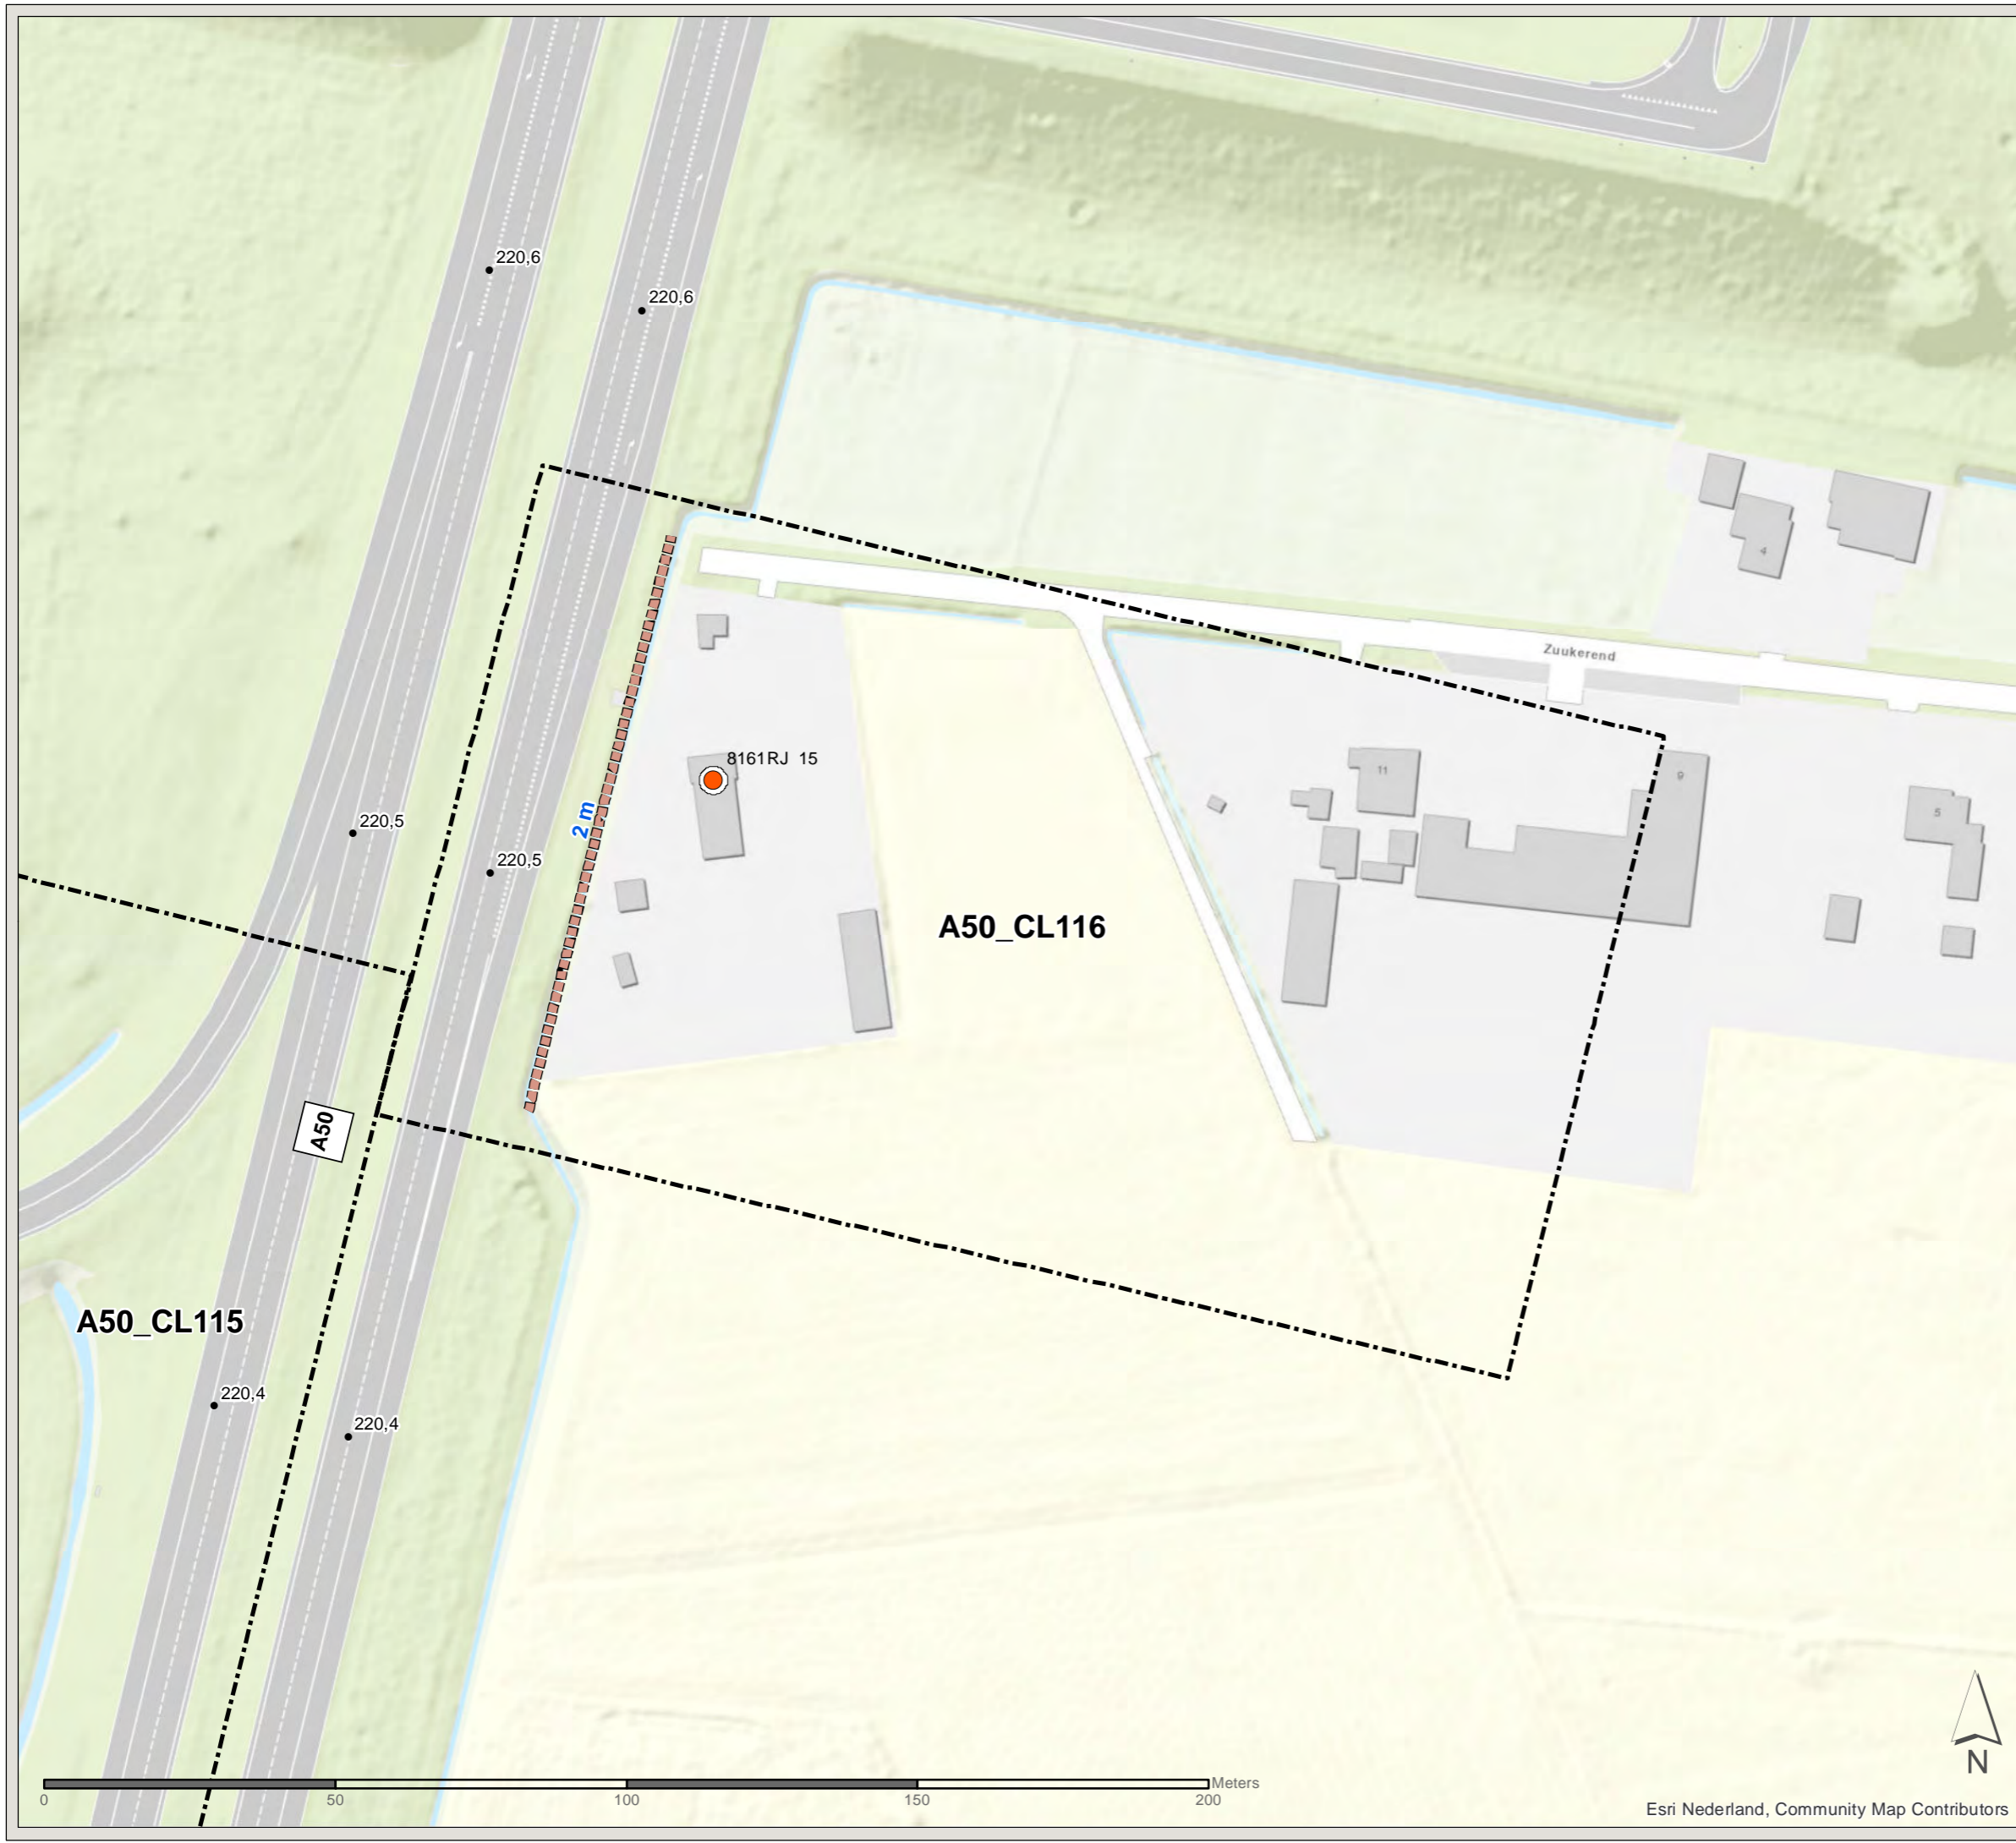 220,6
220,6
4
Zuukerend
8161RJ 15
11
9
2 m
5
220,5
220,5
A50_CL116
A50
A50_CL115
220,4
220,4
N
Meters
0 50 100 150 200
Esri Nederland, Community Map Contributors